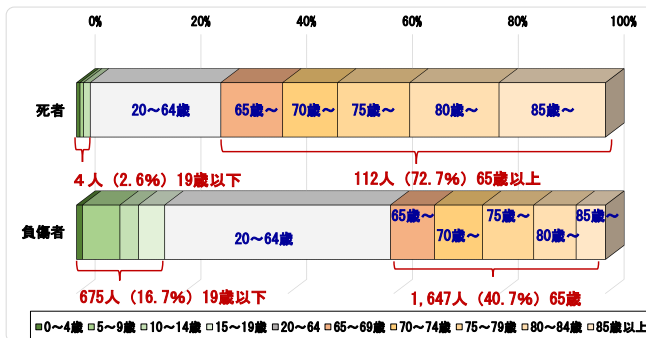 0% 20% 40% 60% 80% 100%
死者
20～64歳 65歳～ 70歳～ 75歳～ 80歳～ 85歳～
４人（2.6%）19歳以下
112人（72.7%）65歳以上
負傷者
20～64歳 65歳～ 70歳～ 75歳～ 80歳～ 85歳～
675人（16.7%）19歳以下
1,647人（40.7%）65歳
0～4歳 5～9歳 10～14歳 15～19歳 20～64 65～69歳 70～74歳 75～79歳 80～84歳 85歳以上